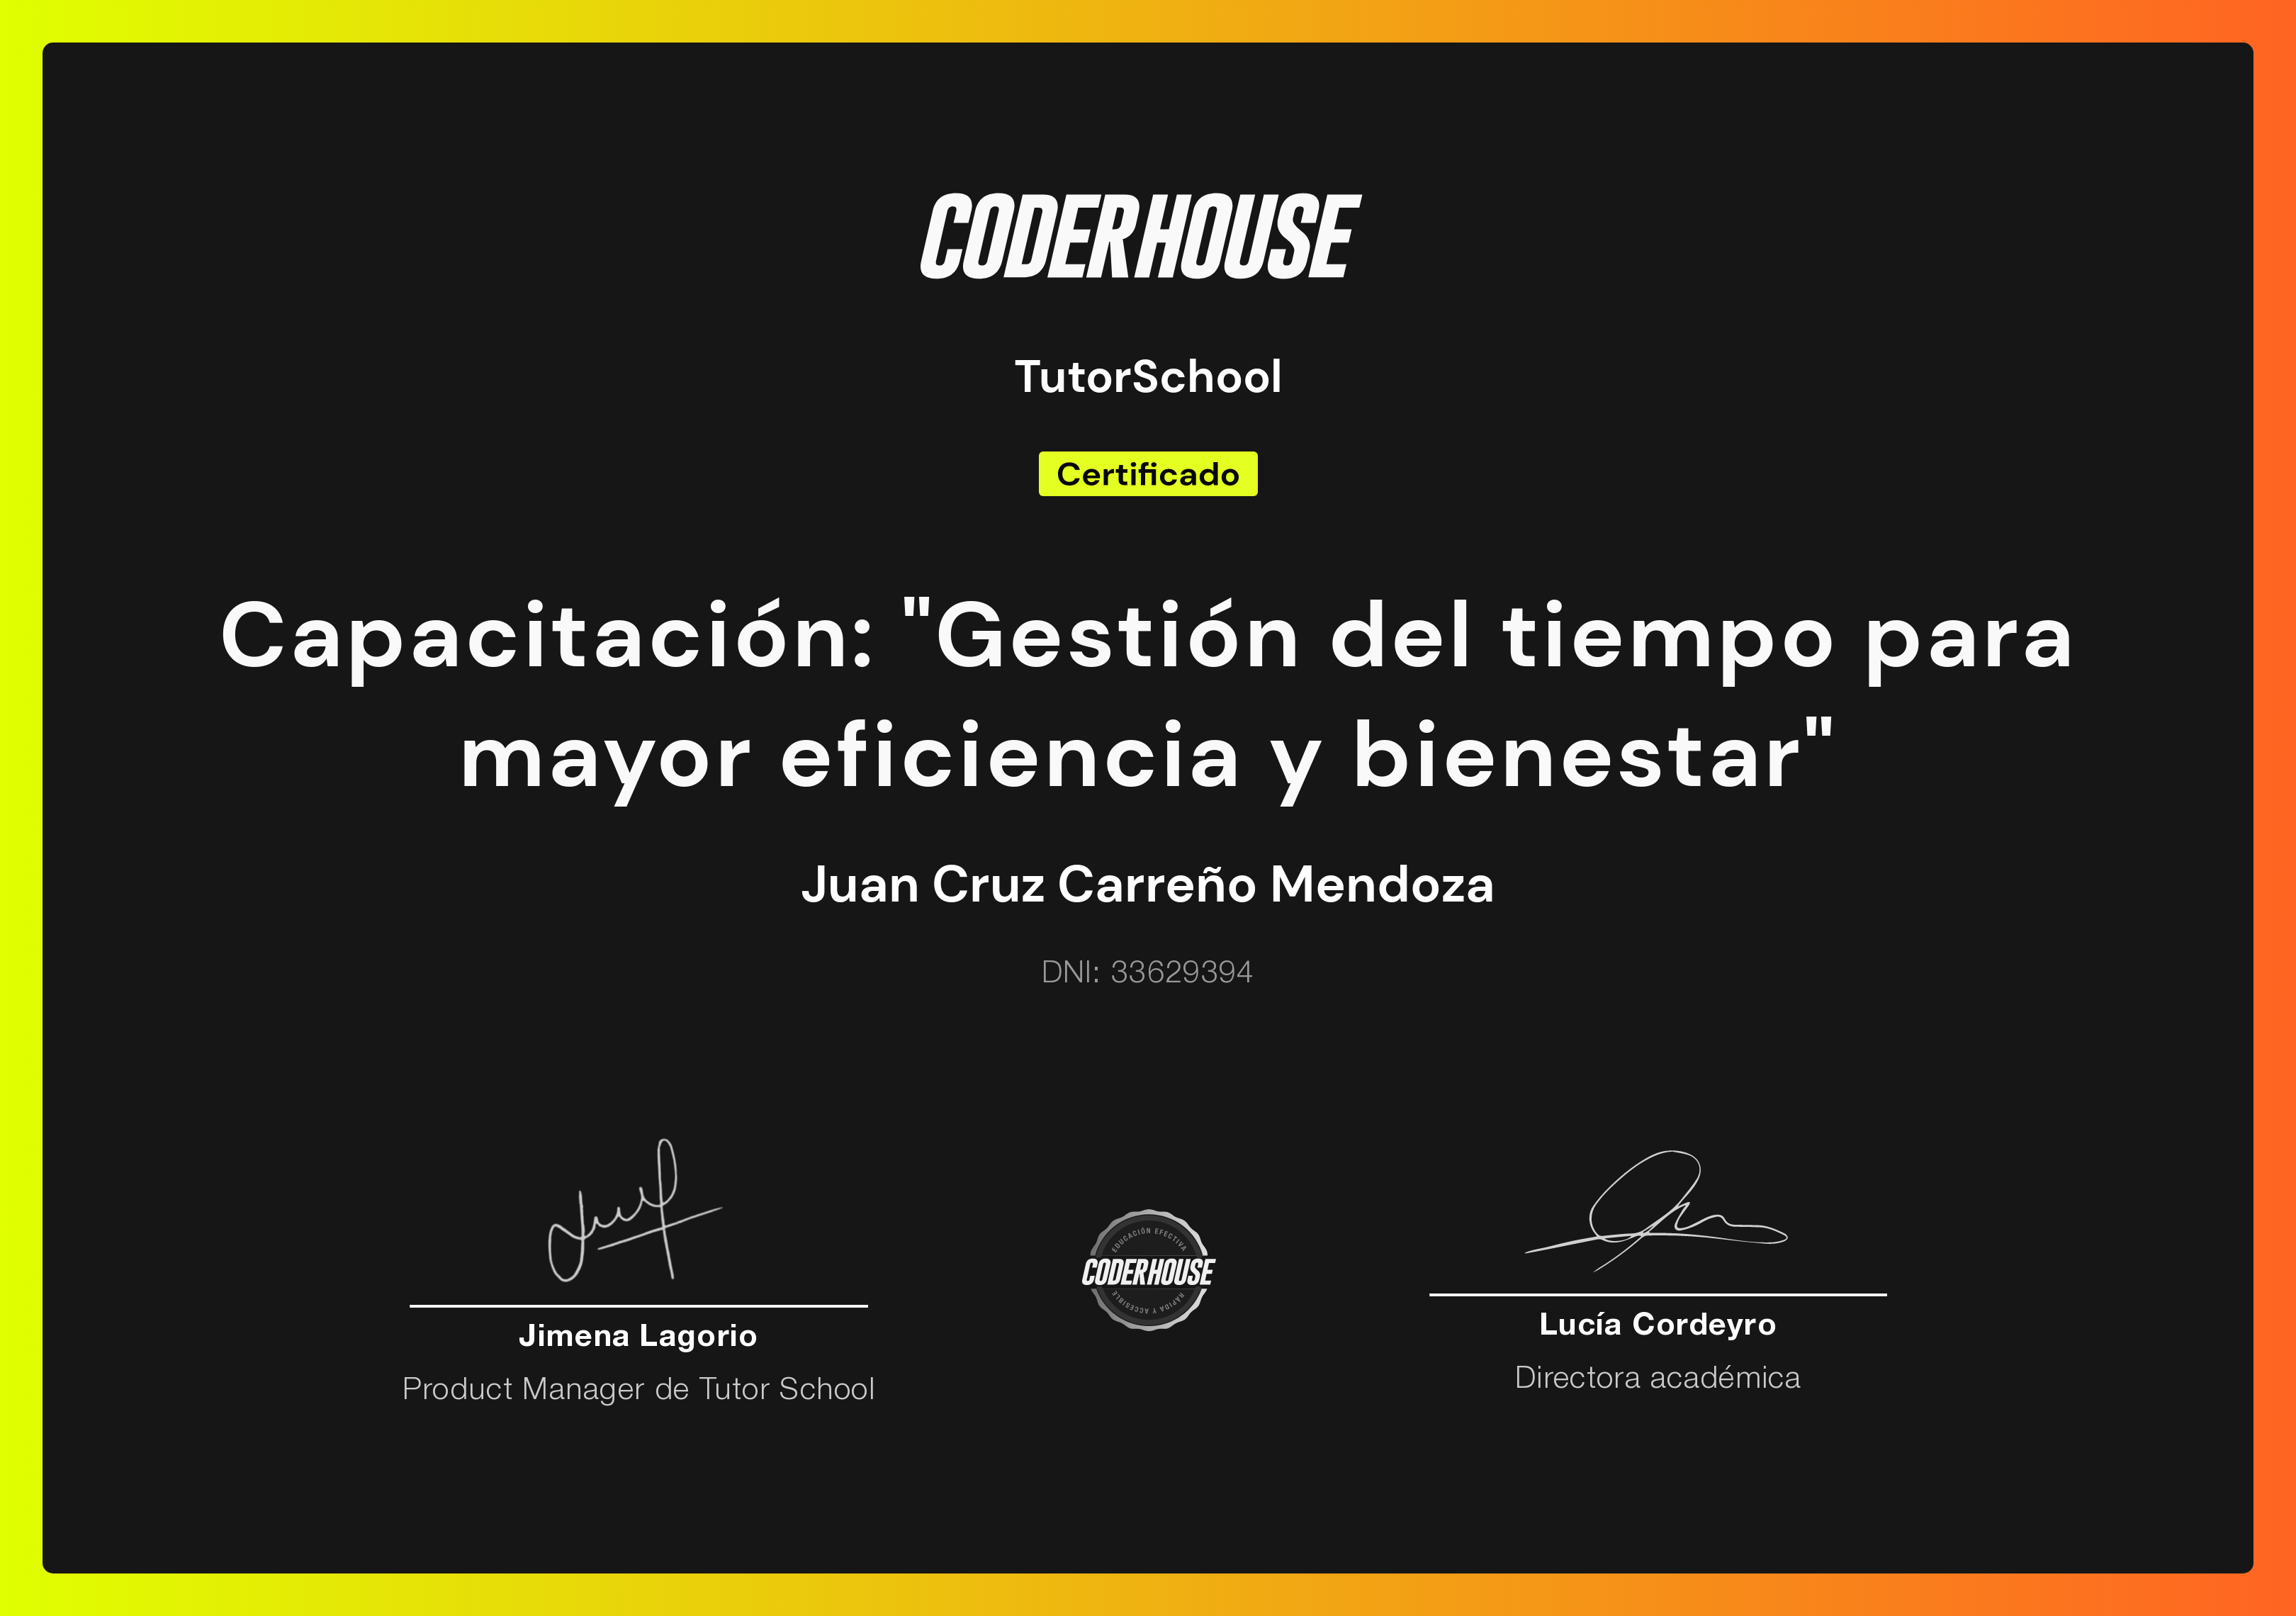 CODERHOUSE
TutorSchool
Certificado
Capacitación: "Gestión del tiempo para
mayor eficiencia y bienestar"
Juan Cruz Carreño Mendoza
DNI: 33629394
EDUCACIÓN EFECTIVA
CODERHOUSE
RÁPIDA Y ACCESIBLE
Jimena Lagorio
Product Manager de Tutor School
Lucía Cordeyro
Directora académica